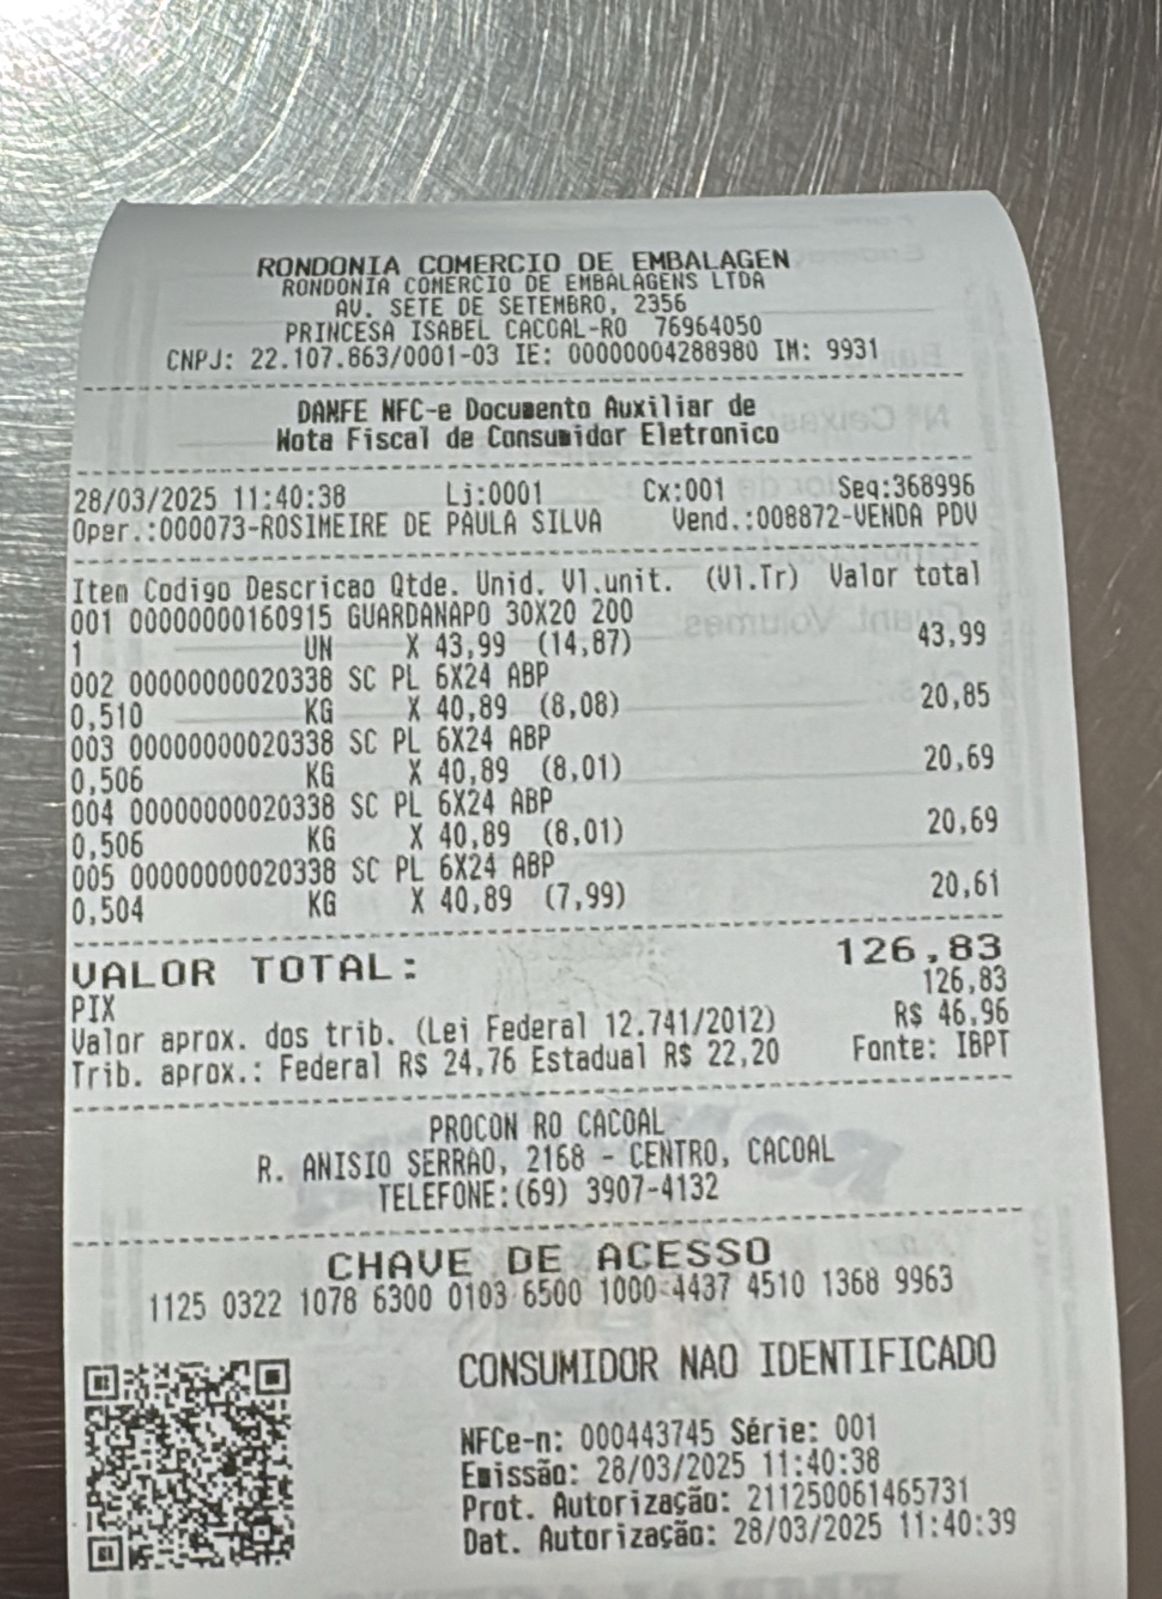 RONDONIA COMERCIO DE EMBALAGEN
RONDONIA COMERCIO DE EMBALAGENS LTDA
AV. SETE DE SETEMBRO, 2356
PRINCESA ISABEL CACOAL-RO 76964050
CNPJ: 22.107.863/0001-03 IE: 00000004288980 IM: 9931
DANFE NFC-e Documento Auxiliar de
Nota Fiscal de Consumidor Eletronico
28/03/2025 11:40:38 Lj:0001 Cx:001 Seq:368996
Oper.:000073-ROSIMEIRE DE PAULA SILVA Vend.:008872-VENDA PDV
Item Codigo Descricao Qtde. Unid. Vl.unit. (Vl.Tr) Valor total
001 00000000160915 GUARDANAPO 30X20 200
1 UN X 43,99 (14,87) 43,99
002 00000000020338 SC PL 6X24 ABP
0,510 KG X 40,89 (8,08) 20,85
003 00000000020338 SC PL 6X24 ABP
0,506 KG X 40,89 (8,01) 20,69
004 00000000020338 SC PL 6X24 ABP
0,506 KG X 40,89 (8,01) 20,69
005 00000000020338 SC PL 6X24 ABP
0,504 KG X 40,89 (7,99) 20,61
VALOR TOTAL: 126,83
PIX 126,83
Valor aprox. dos trib. (Lei Federal 12.741/2012) R$ 46,96
Trib. aprox.: Federal R$ 24,76 Estadual R$ 22,20 Fonte: IBPT
PROCON RO CACOAL
R. ANISIO SERRAO, 2168 - CENTRO, CACOAL
TELEFONE:(69) 3907-4132
CHAVE DE ACESSO
1125 0322 1078 6300 0103 6500 1000 4437 4510 1368 9963
CONSUMIDOR NAO IDENTIFICADO
NFCe-n: 000443745 Série: 001
Emissão: 28/03/2025 11:40:38
Prot. Autorização: 211250061465731
Dat. Autorização: 28/03/2025 11:40:39